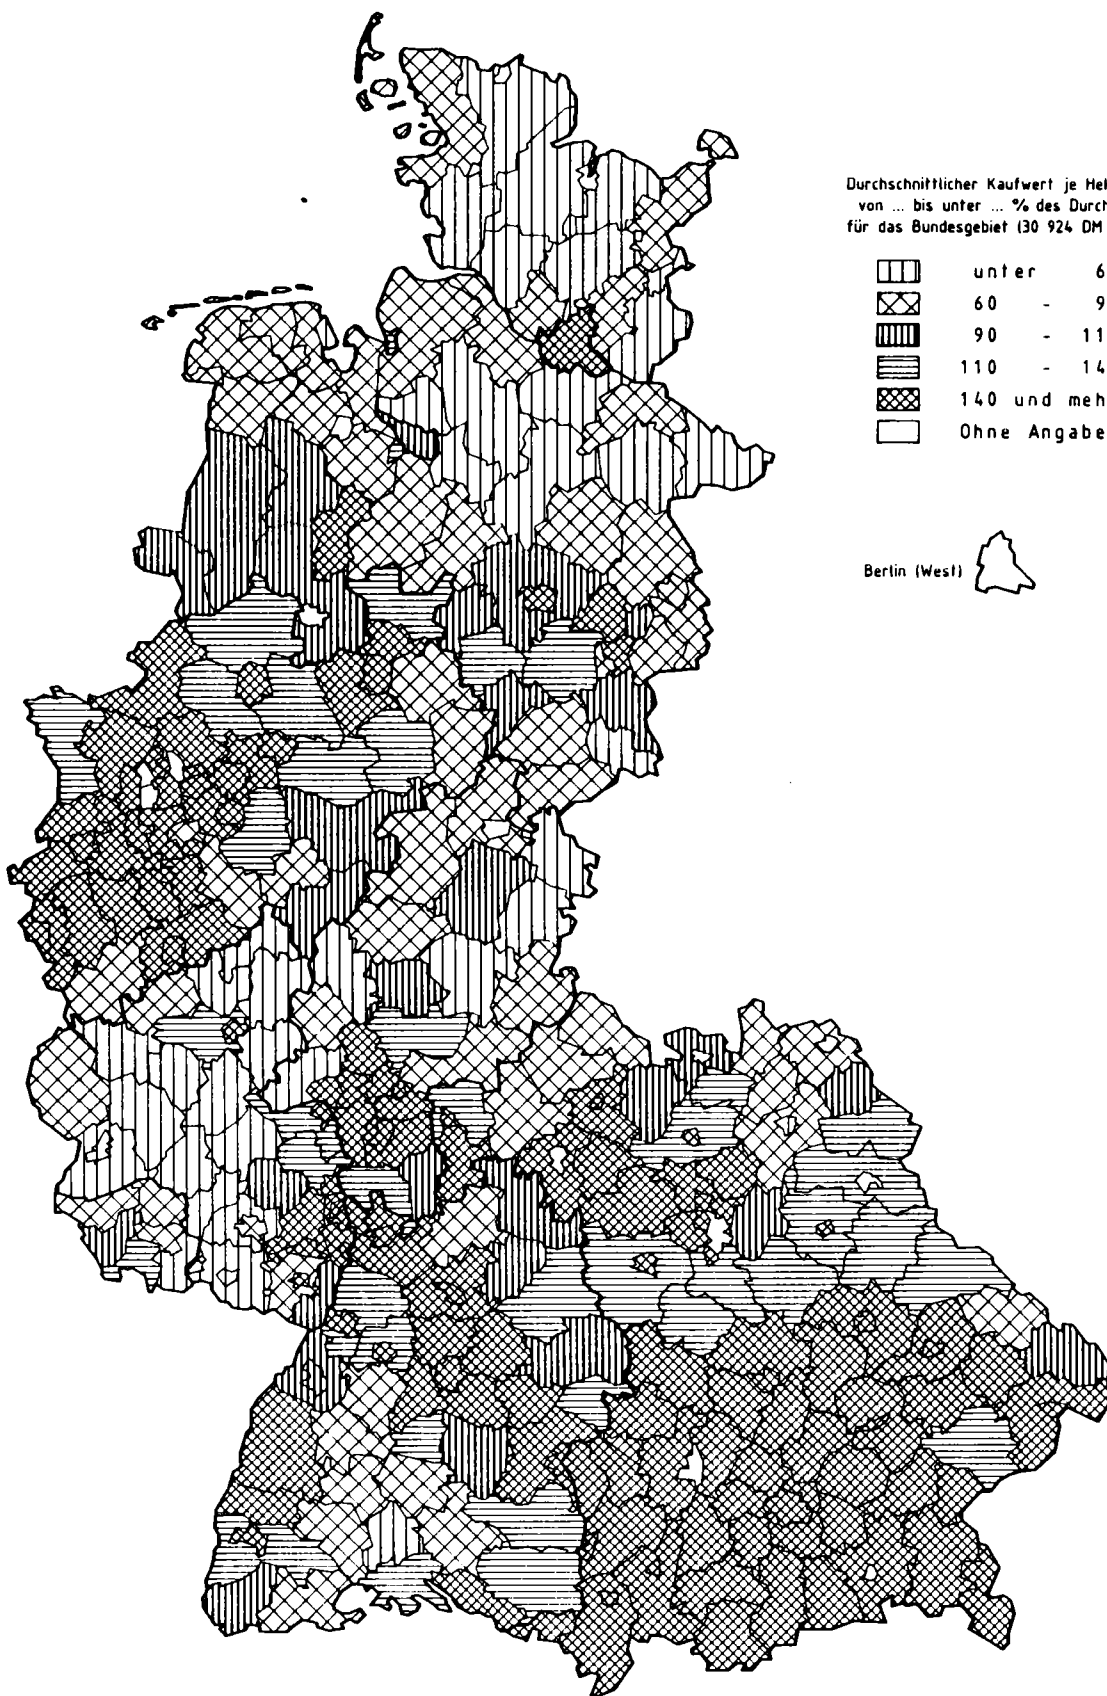 Durchschnittlicher Kaufwert je Hek
von ... bis unter ... % des Durch
für das Bundesgebiet (30 924 DM
unter 6
60 - 9
90 - 11
110 - 14
140 und meh
Ohne Angabe
Berlin (West)